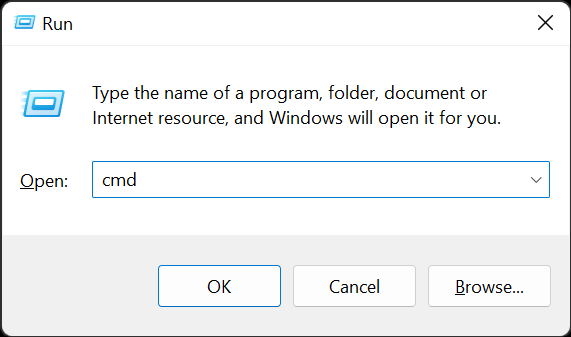 Run
Type the name of a program, folder, document or
Internet resource, and Windows will open it for you.
Open: cmd
OK Cancel Browse...